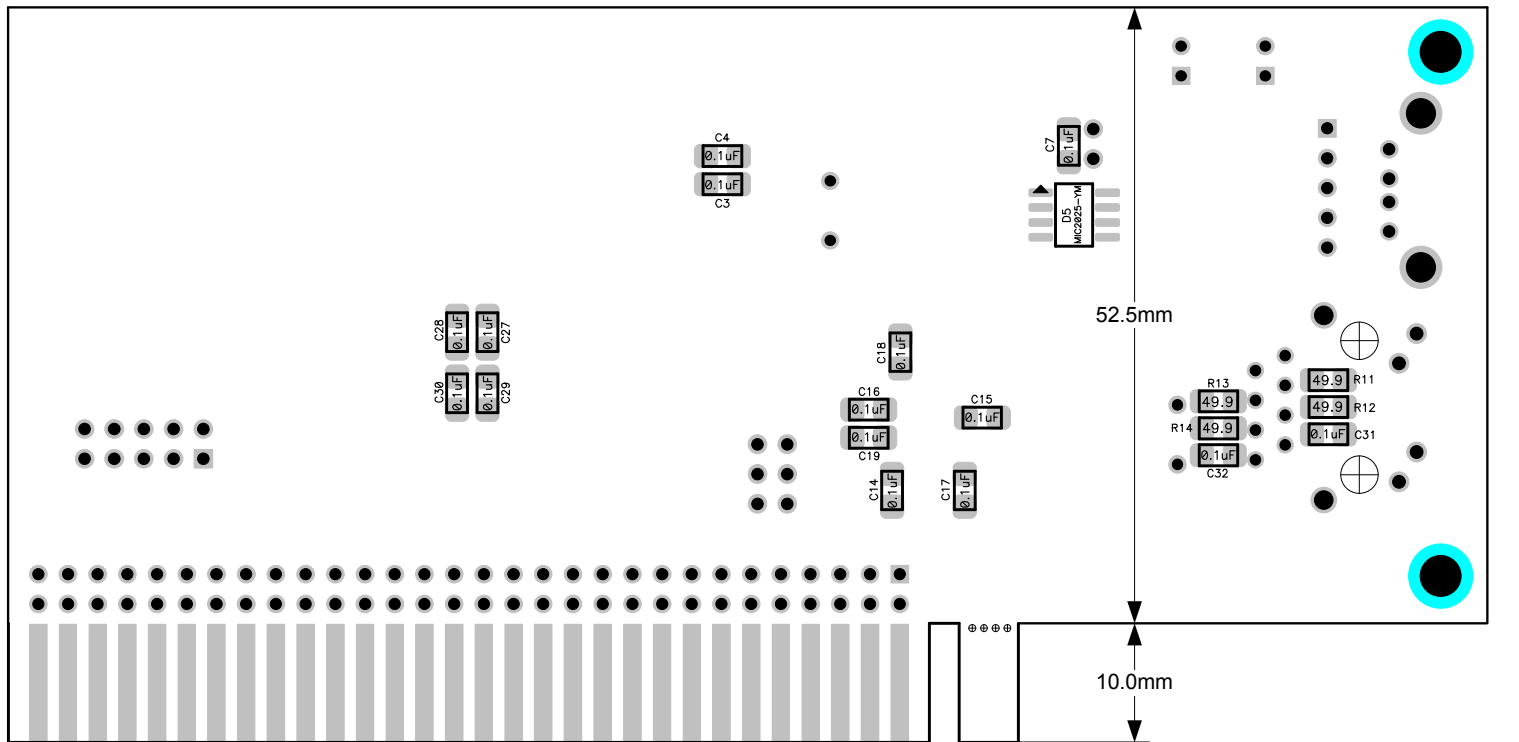 C4
0.1uF
0.1uF
C3
C7
0.1uF
D5
MIC2025-YM
52.5mm
C28
0.1uF
0.1uF
C27
C30
0.1uF
0.1uF
C29
C18
0.1uF
C16
0.1uF
0.1uF
C19
C15
0.1uF
C14
0.1uF
C17
0.1uF
R13
49.9
R14
49.9
0.1uF
C32
49.9
R11
49.9
R12
0.1uF
C31
10.0mm